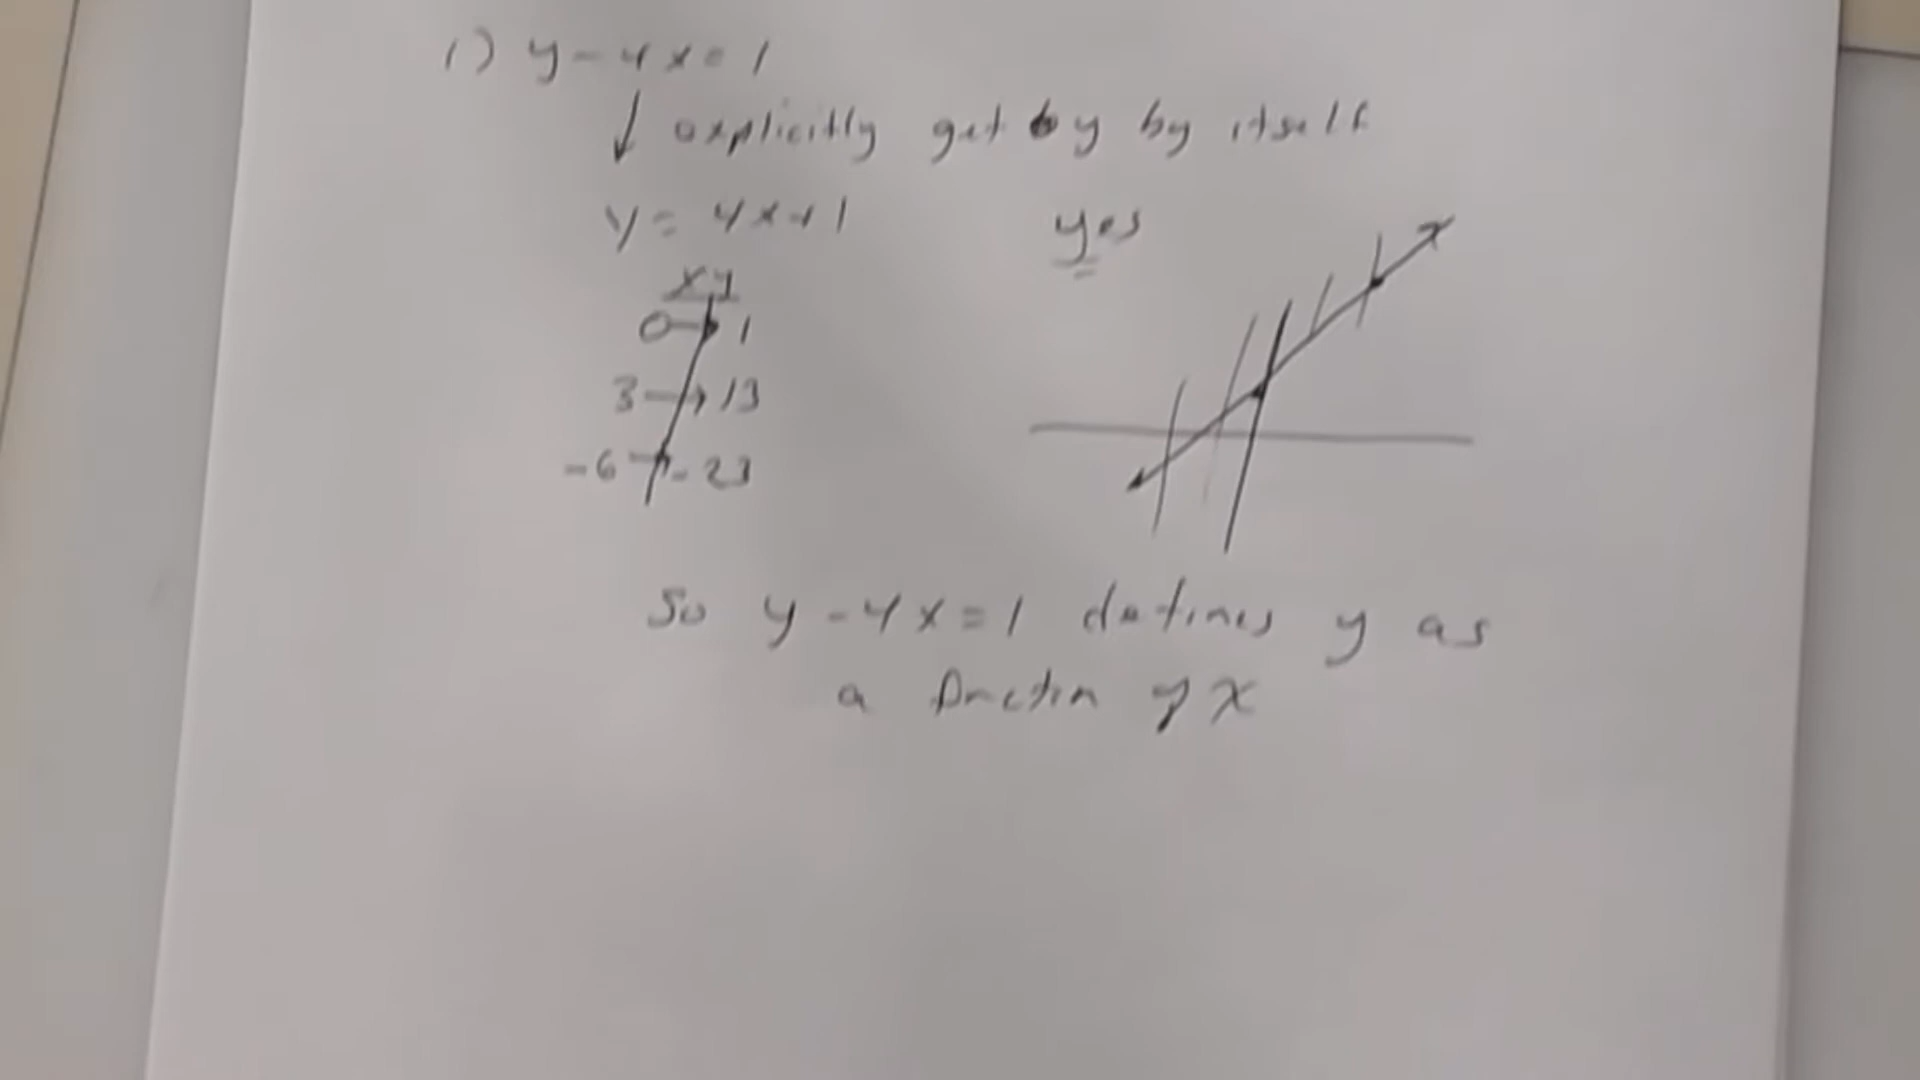 1) y - 4x = 1
↓ explicitly get y by itself
y = 4x + 1 yes
x y
0 → 1
3 → 13
-6 → -23
So y - 4x = 1 defines y as
a function of x